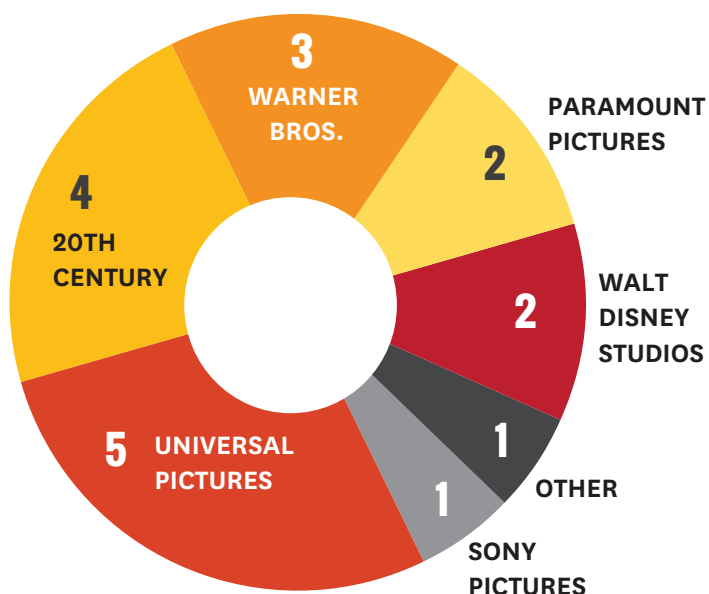 3
WARNER
BROS.
2
PARAMOUNT
PICTURES
4
20TH
CENTURY
2
WALT
DISNEY
STUDIOS
5
UNIVERSAL
PICTURES
1
OTHER
1
SONY
PICTURES